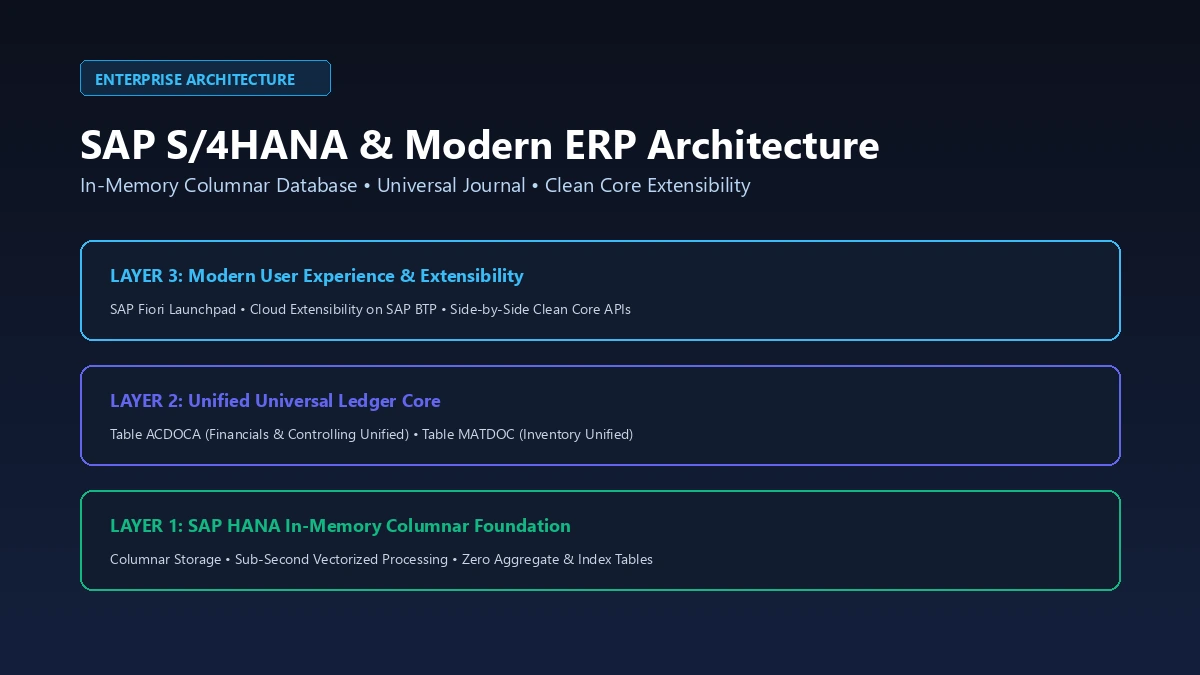 ENTERPRISE ARCHITECTURE
SAP S/4HANA & Modern ERP Architecture
In-Memory Columnar Database • Universal Journal • Clean Core Extensibility
LAYER 3: Modern User Experience & Extensibility
SAP Fiori Launchpad • Cloud Extensibility on SAP BTP • Side-by-Side Clean Core APIs
LAYER 2: Unified Universal Ledger Core
Table ACDOCA (Financials & Controlling Unified) • Table MATDOC (Inventory Unified)
LAYER 1: SAP HANA In-Memory Columnar Foundation
Columnar Storage • Sub-Second Vectorized Processing • Zero Aggregate & Index Tables